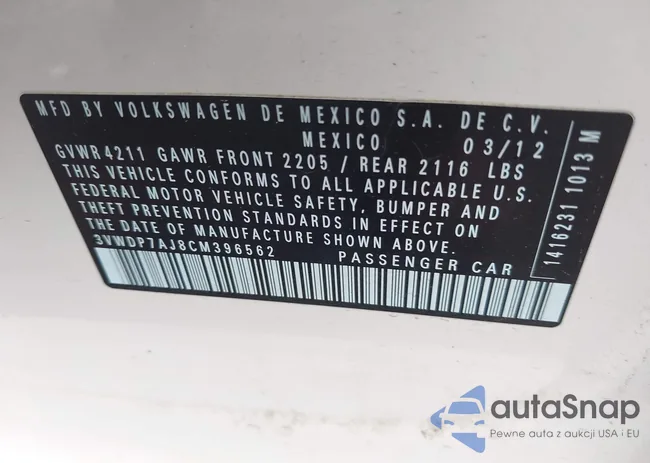 MFD BY VOLKSWAGEN DE MEXICO S.A. DE C.V.
MEXICO 03/12
GVWR4211 GAWR FRONT 2205 / REAR 2116 LBS
THIS VEHICLE CONFORMS TO ALL APPLICABLE U.S.
FEDERAL MOTOR VEHICLE SAFETY, BUMPER AND
THEFT PREVENTION STANDARDS IN EFFECT ON
THE DATE OF MANUFACTURE SHOWN ABOVE.
3VWDP7AJ8CM396562 PASSENGER CAR
1416231 1013 M
autaSnap
Pewne auta z aukcji USA i EU